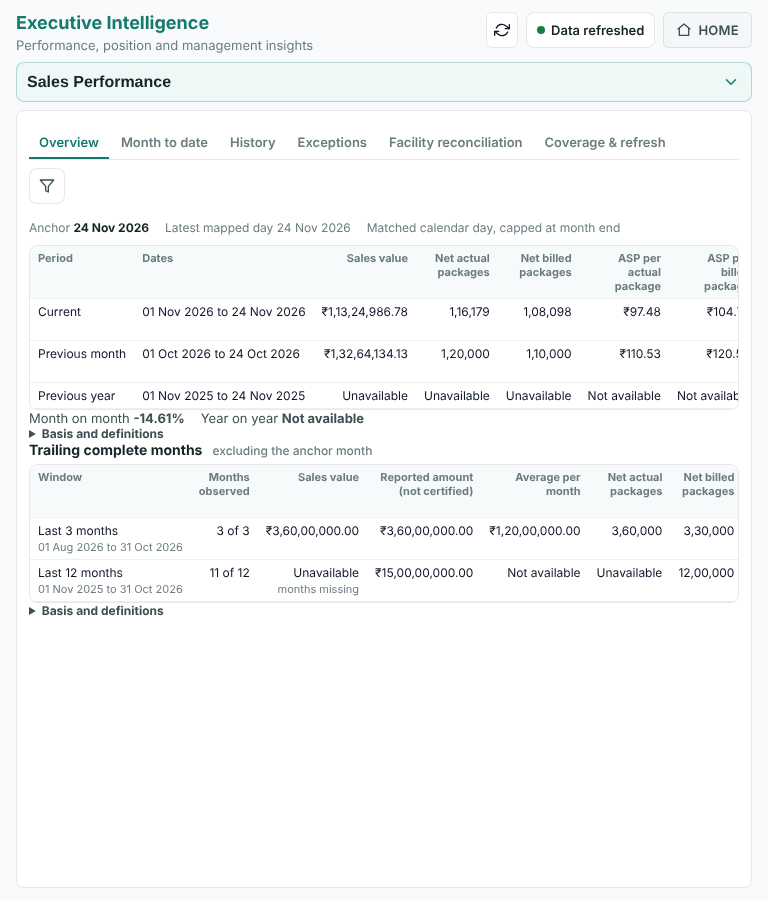 Executive Intelligence
Performance, position and management insights
Data refreshed
HOME
Sales Performance
Overview Month to date History Exceptions Facility reconciliation Coverage & refresh
Anchor 24 Nov 2026 Latest mapped day 24 Nov 2026 Matched calendar day, capped at month end
Period Dates Sales value Net actual packages Net billed packages ASP per actual package ASP
Current 01 Nov 2026 to 24 Nov 2026 ₹1,13,24,986.78 1,16,179 1,08,098 ₹97.48 ₹104.
Previous month 01 Oct 2026 to 24 Oct 2026 ₹1,32,64,134.13 1,20,000 1,10,000 ₹110.53 ₹120.5
Previous year 01 Nov 2025 to 24 Nov 2025 Unavailable Unavailable Unavailable Not available Not
Month on month -14.61% Year on year Not available
Basis and definitions
Trailing complete months excluding the anchor month
Window Months observed Sales value Reported amount (not certified) Average per month Net actual packages Net billed packages
Last 3 months 3 of 3 ₹3,60,00,000.00 ₹3,60,00,000.00 ₹1,20,00,000.00 3,60,000 3,30,000
01 Aug 2026 to 31 Oct 2026
Last 12 months 11 of 12 Unavailable ₹15,00,00,000.00 Not available Unavailable 12,00,000
01 Nov 2025 to 31 Oct 2026 months missing
Basis and definitions